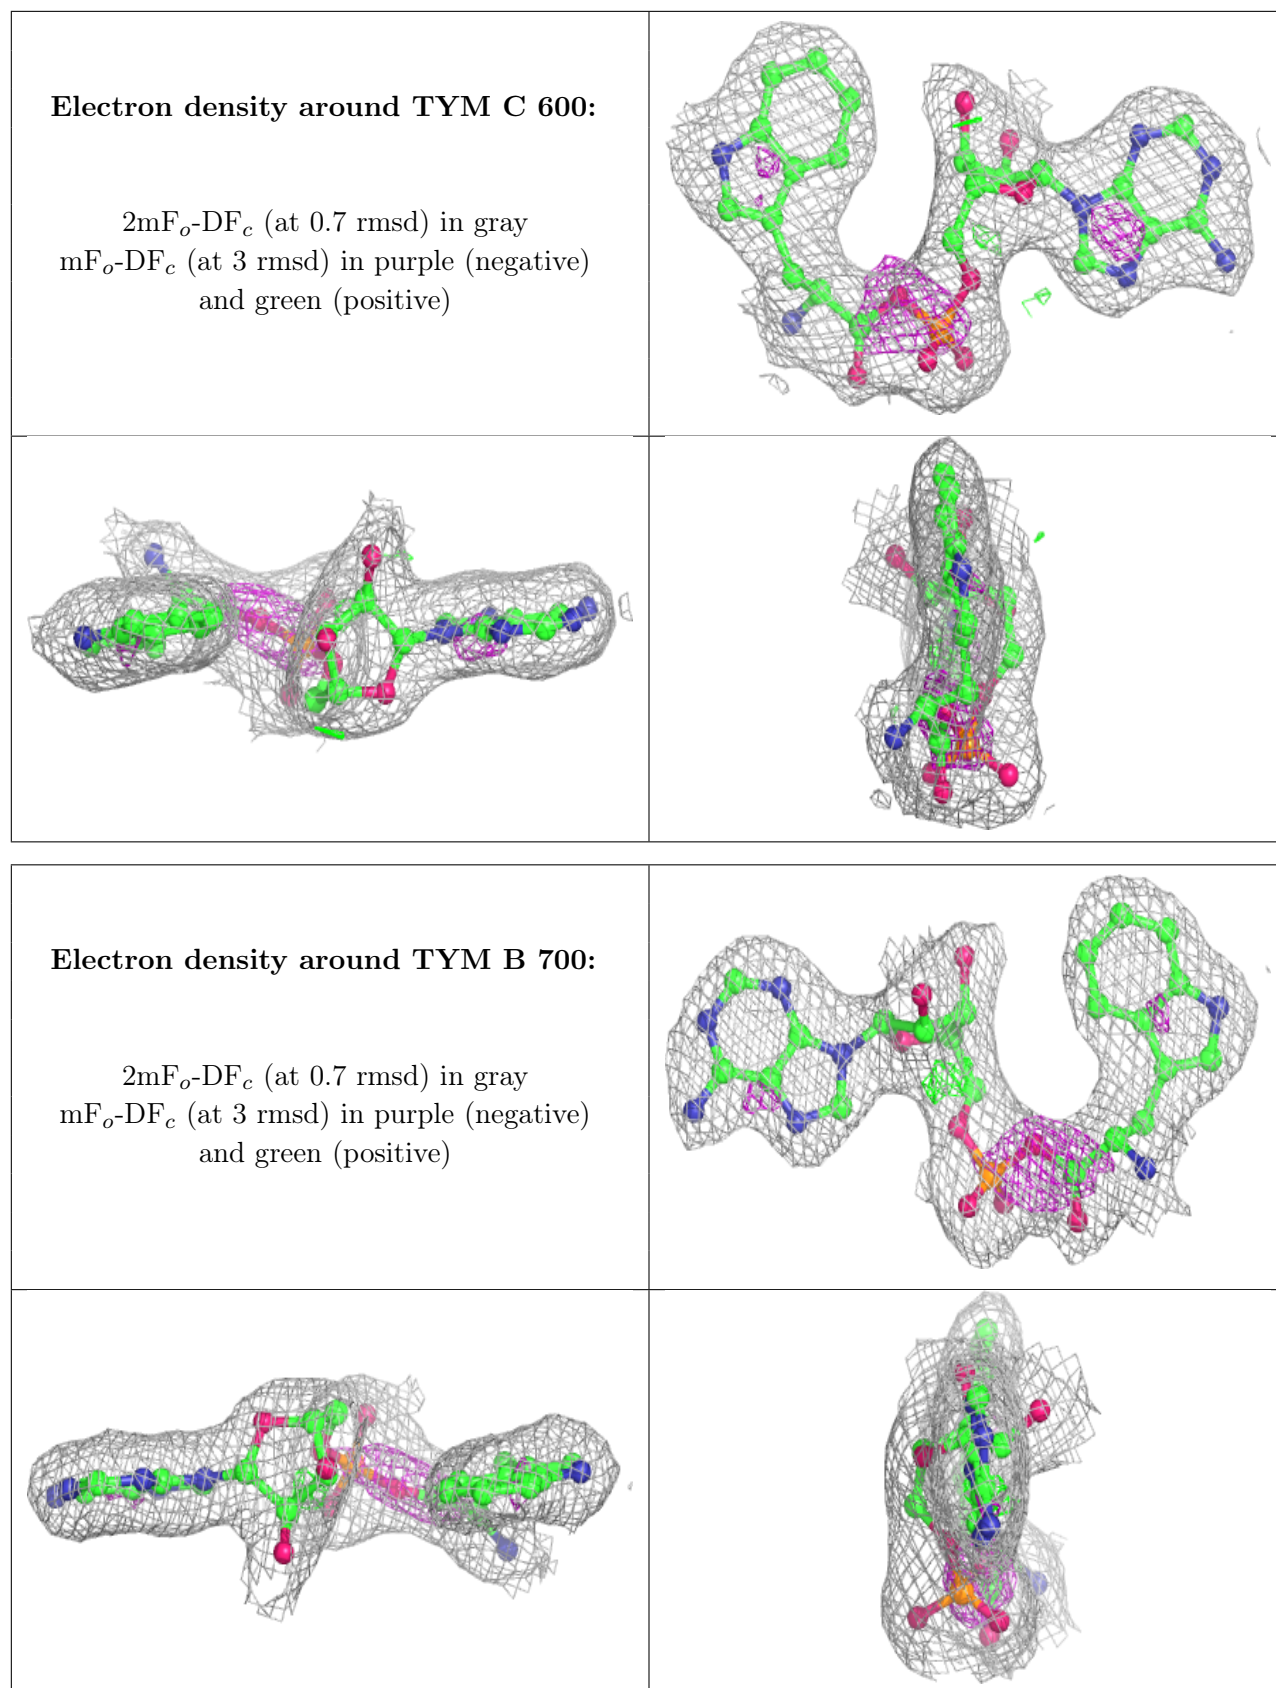 Electron density around TYM C 600:
2mFo-DFc (at 0.7 rmsd) in gray
mFo-DFc (at 3 rmsd) in purple (negative)
and green (positive)
Electron density around TYM B 700:
2mFo-DFc (at 0.7 rmsd) in gray
mFo-DFc (at 3 rmsd) in purple (negative)
and green (positive)